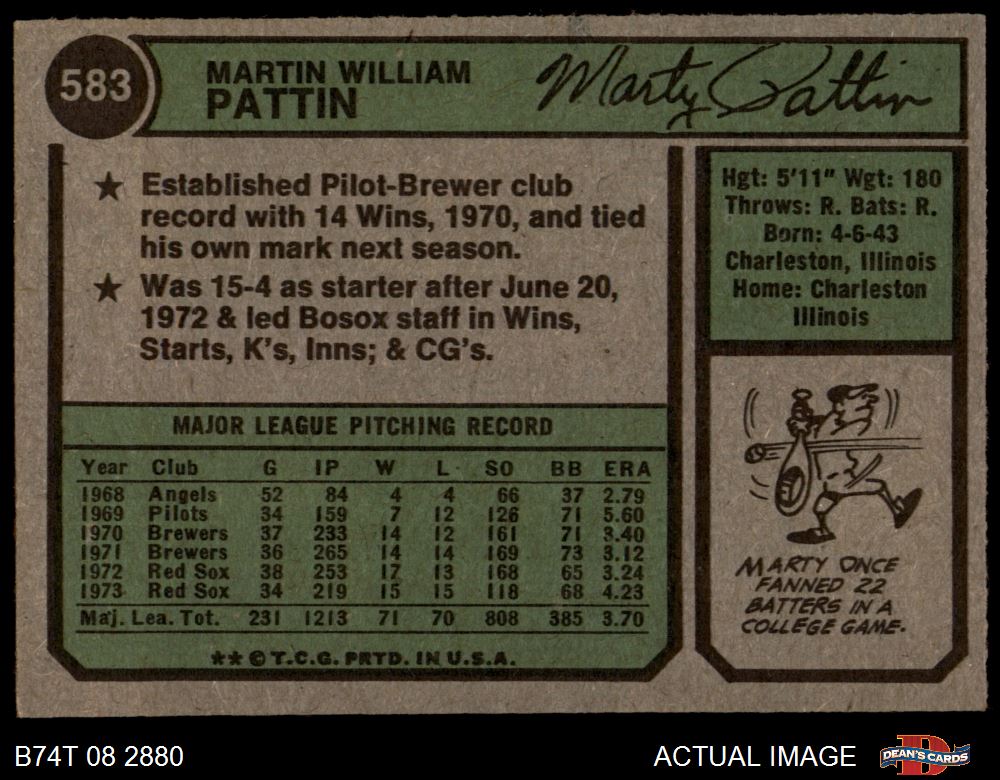 583
MARTIN WILLIAM
PATTIN
Marty Pattin
★ Established Pilot-Brewer club
record with 14 Wins, 1970, and tied
his own mark next season.
★ Was 15-4 as starter after June 20,
1972 & led Bosox staff in Wins,
Starts, K's, Inns; & CG's.
Hgt: 5'11" Wgt: 180
Throws: R. Bats: R.
Born: 4-6-43
Charleston, Illinois
Home: Charleston
Illinois
MAJOR LEAGUE PITCHING RECORD
Year Club G IP W L SO BB ERA
1968 Angels 52 84 4 4 66 37 2.79
1969 Pilots 34 159 7 12 126 71 5.60
1970 Brewers 37 233 14 12 161 71 3.40
1971 Brewers 36 265 14 14 169 73 3.12
1972 Red Sox 38 253 17 13 168 65 3.24
1973 Red Sox 34 219 15 15 118 68 4.23
Maj. Lea. Tot. 231 1213 71 70 808 385 3.70
** © T.C.G. PRTD. IN U.S.A.
MARTY ONCE
FANNED 22
BATTERS IN A
COLLEGE GAME.
B74T 08 2880
ACTUAL IMAGE
DEAN'S CARDS